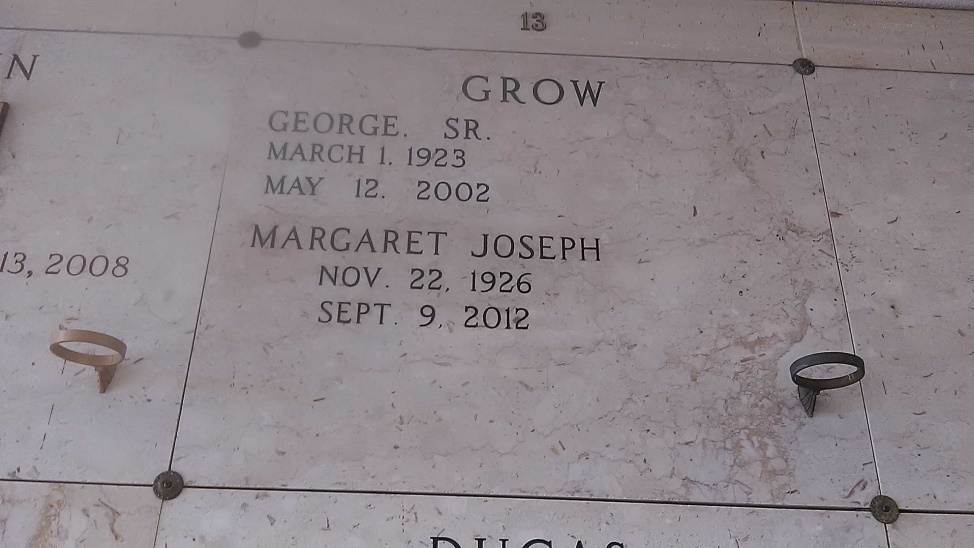 13
N
GROW
GEORGE. SR.
MARCH 1. 1923
MAY 12. 2002
MARGARET JOSEPH
13, 2008
NOV. 22, 1926
SEPT. 9, 2012
DUGAS